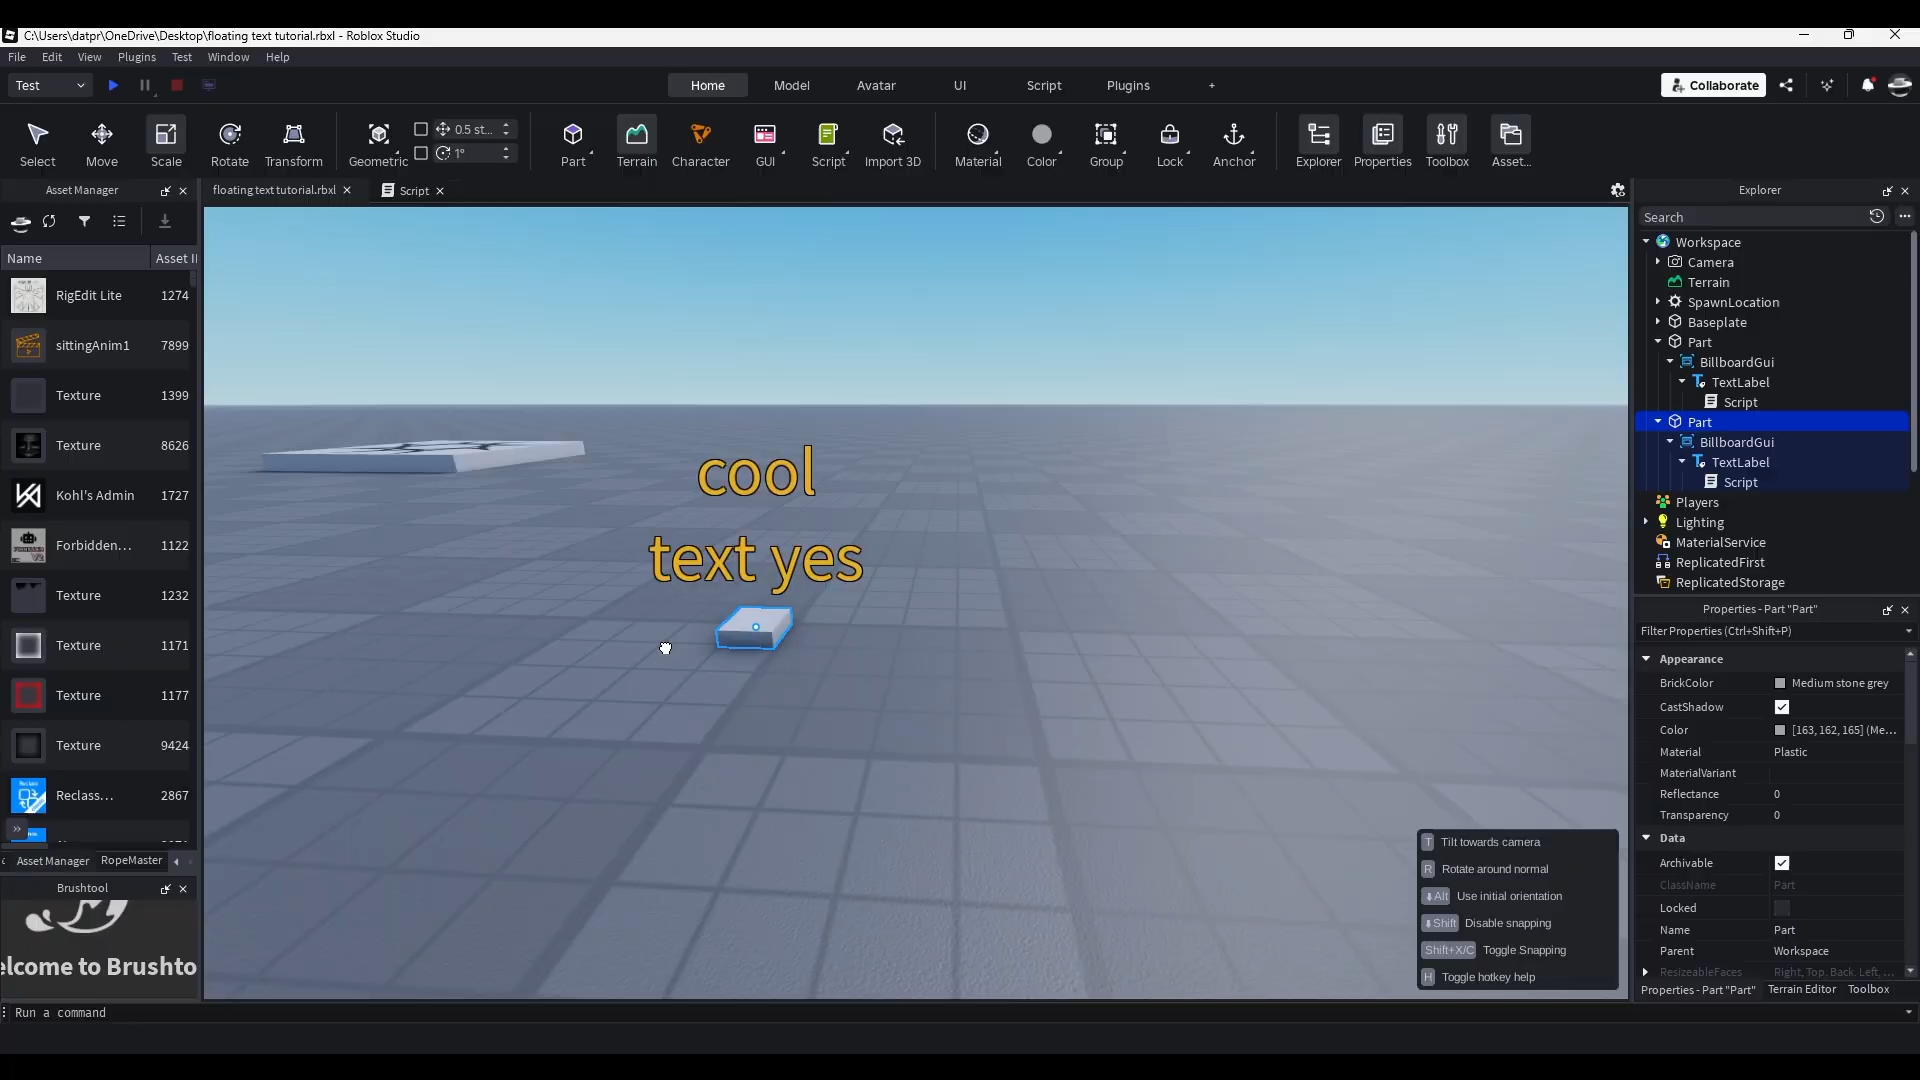 C:\Users\datpr\OneDrive\Desktop\floating text tutorial.rbxl - Roblox Studio
File Edit View Plugins Test Window Help
Test Home Model Avatar UI Script Plugins + Collaborate
0.5 st...
1°
Select Move Scale Rotate Transform Geometric Part Terrain Character GUI Script Import 3D Material Color Group Lock Anchor Explorer Properties Toolbox Asset...
Asset Manager
floating text tutorial.rbxl
Script
Explorer
Search
Name Asset I
RigEdit Lite 1274
sittingAnim1 7899
Texture 1399
Texture 8626
Kohl's Admin 1727
Forbidden... 1122
Texture 1232
Texture 1171
Texture 1177
Texture 9424
Reclass... 2867
Asset Manager RopeMaster
Brushtool
elcome to Brushto
cool
text yes
T Tilt towards camera
R Rotate around normal
Alt Use initial orientation
Shift Disable snapping
Shift+X/C Toggle Snapping
H Toggle hotkey help
Workspace
Camera
Terrain
SpawnLocation
Baseplate
Part
BillboardGui
TextLabel
Script
Part
BillboardGui
TextLabel
Script
Players
Lighting
MaterialService
ReplicatedFirst
ReplicatedStorage
Properties - Part "Part"
Filter Properties (Ctrl+Shift+P)
Appearance
BrickColor Medium stone grey
CastShadow
Color [163, 162, 165] (Me...
Material Plastic
MaterialVariant
Reflectance 0
Transparency 0
Data
Archivable
ClassName Part
Locked
Name Part
Parent Workspace
ResizeableFaces Right, Top, Back, Left, ...
Properties - Part "Part" Terrain Editor Toolbox
Run a command